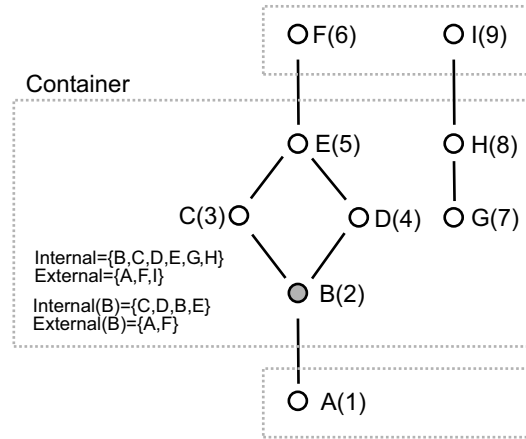 F(6) I(9)
Container
E(5) H(8)
C(3) D(4) G(7)
Internal={B,C,D,E,G,H}
External={A,F,I}
Internal(B)={C,D,B,E}
External(B)={A,F}
B(2)
A(1)